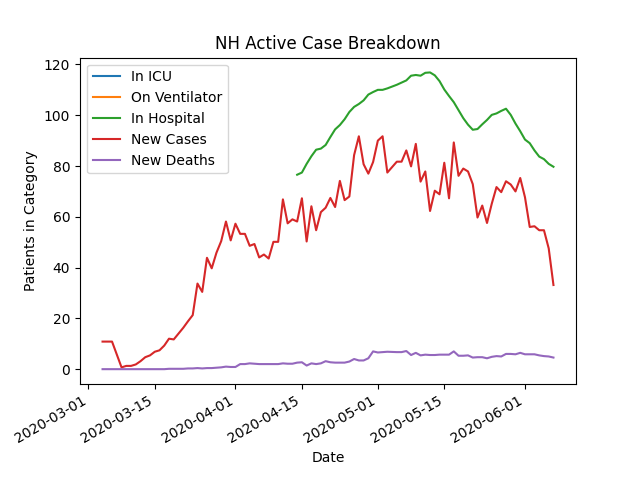 NH Active Case Breakdown
In ICU
On Ventilator
In Hospital
New Cases
New Deaths
Patients in Category
120
100
80
60
40
20
0
2020-03-01
2020-03-15
2020-04-01
2020-04-15
2020-05-01
2020-05-15
2020-06-01
Date